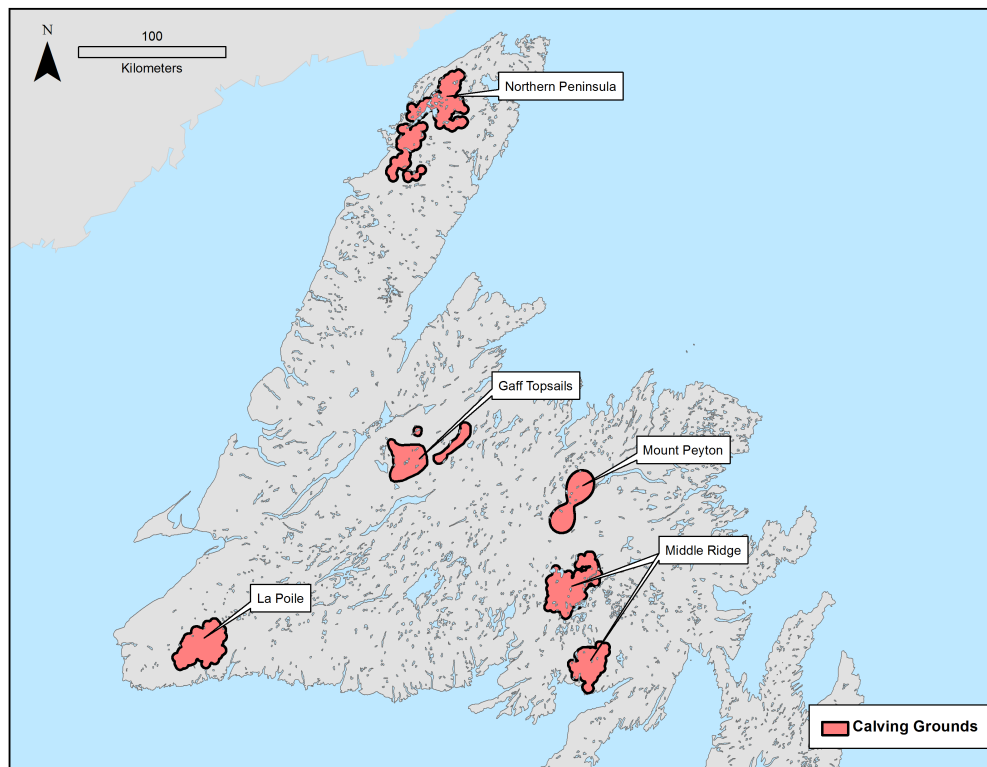 N
100
Kilometers
Northern Peninsula
Gaff Topsails
Mount Peyton
Middle Ridge
La Poile
Calving Grounds